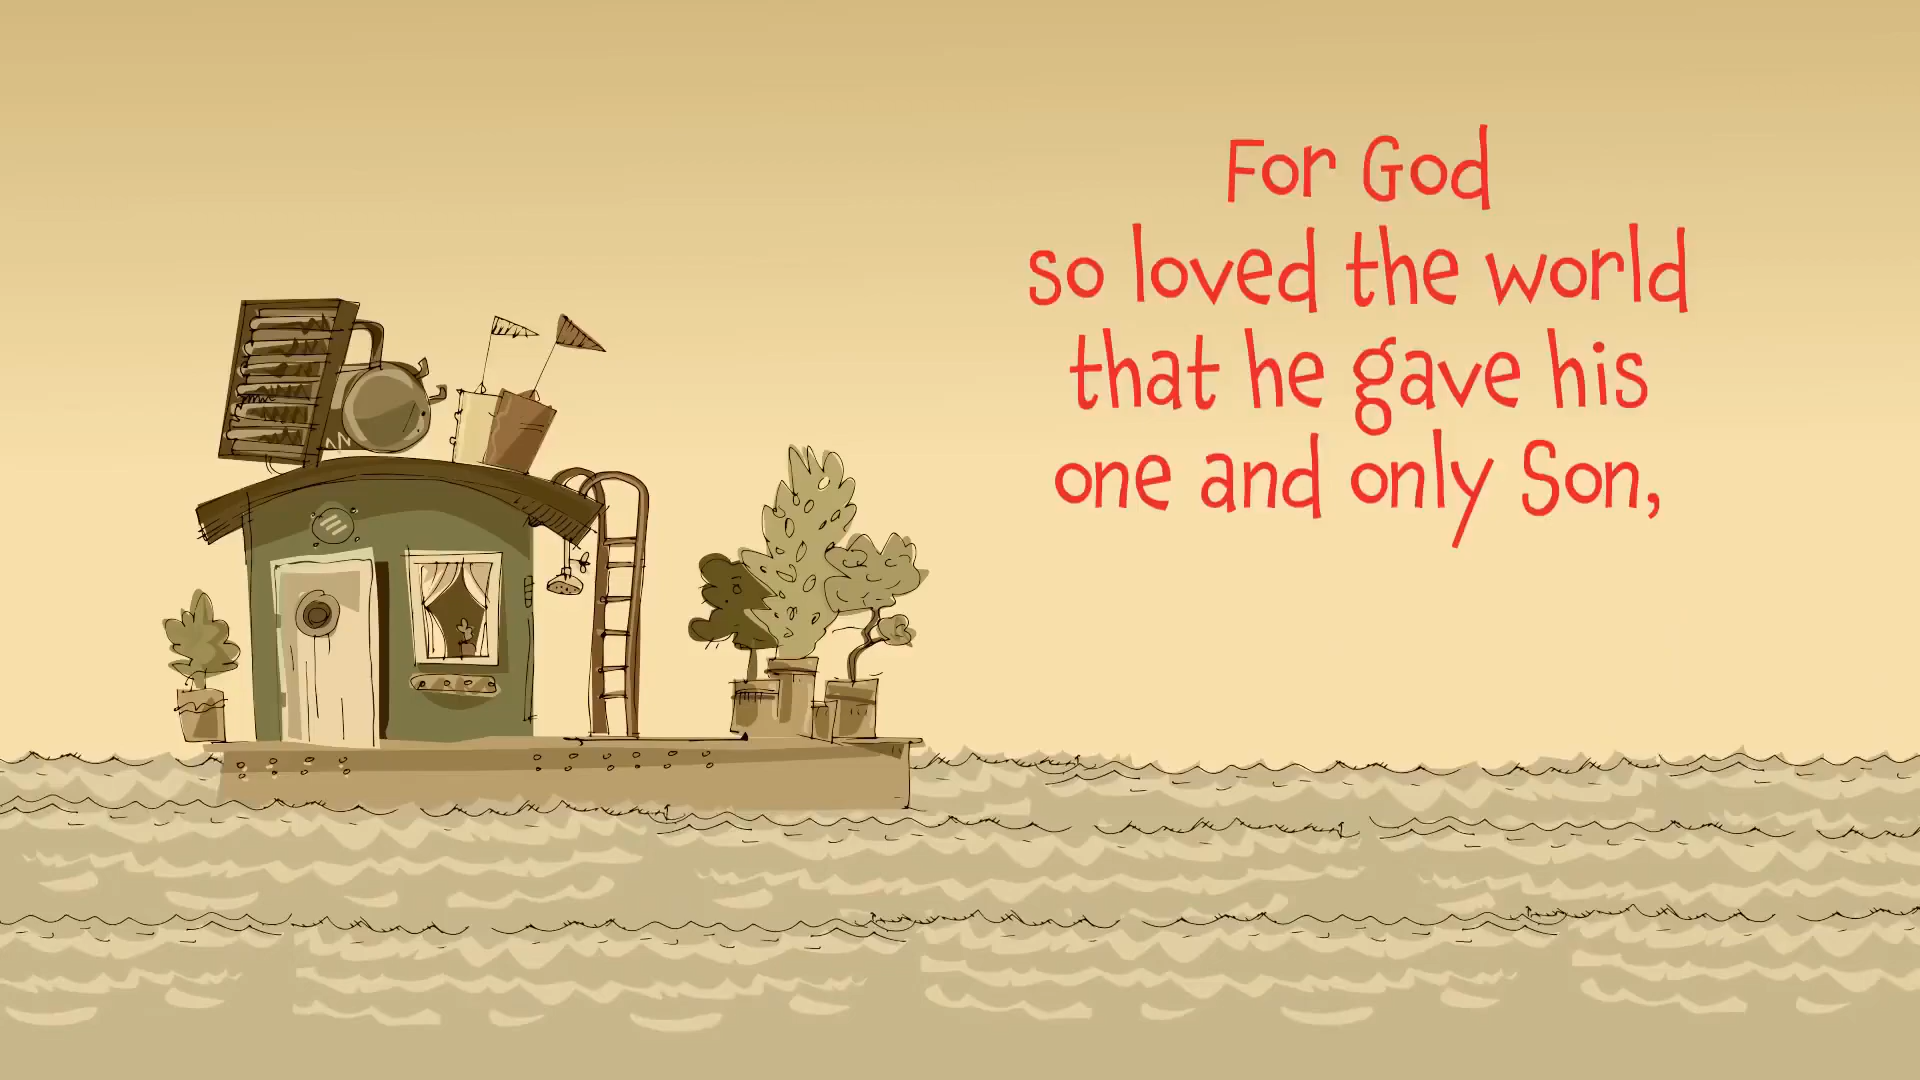 For God
so loved the world
that he gave his
one and only Son,